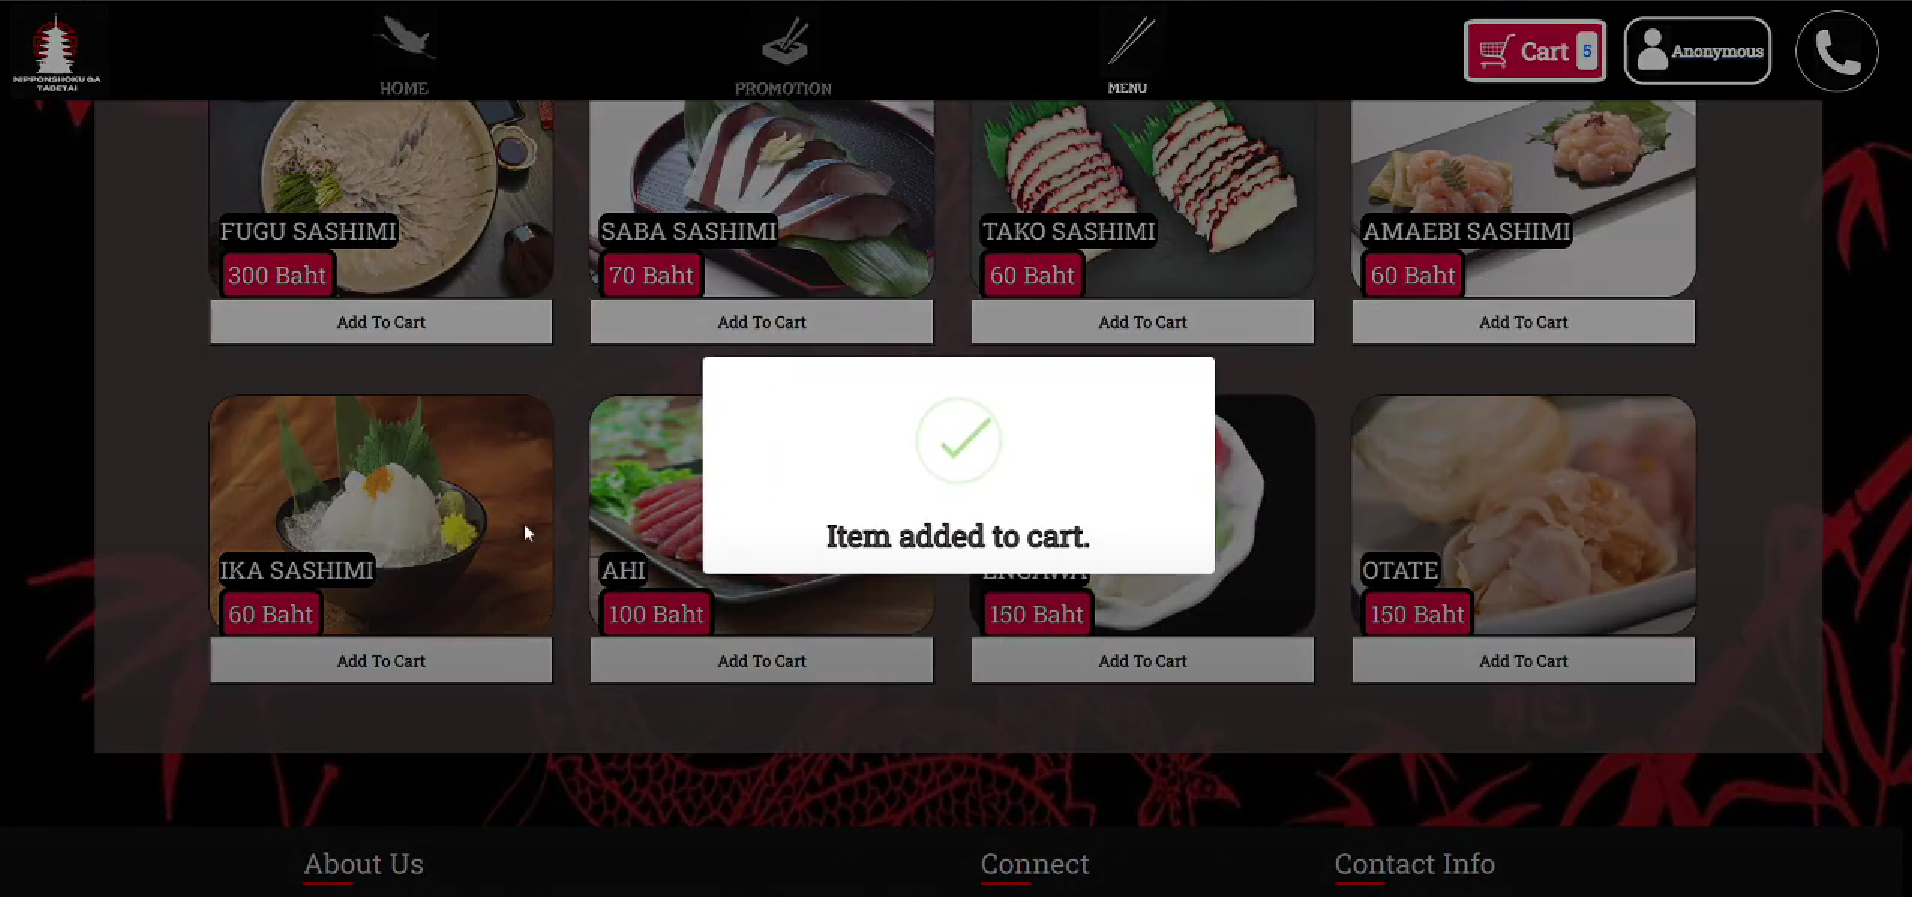 NIPPONSHOKU GA
TABETAI
HOME
PROMOTION
MENU
Cart 5
Anonymous
FUGU SASHIMI
300 Baht
Add To Cart
SABA SASHIMI
70 Baht
Add To Cart
TAKO SASHIMI
60 Baht
Add To Cart
AMAEBI SASHIMI
60 Baht
Add To Cart
Item added to cart.
IKA SASHIMI
60 Baht
Add To Cart
AHI
100 Baht
Add To Cart
ENGAWA
150 Baht
Add To Cart
OTATE
150 Baht
Add To Cart
About Us
Connect
Contact Info